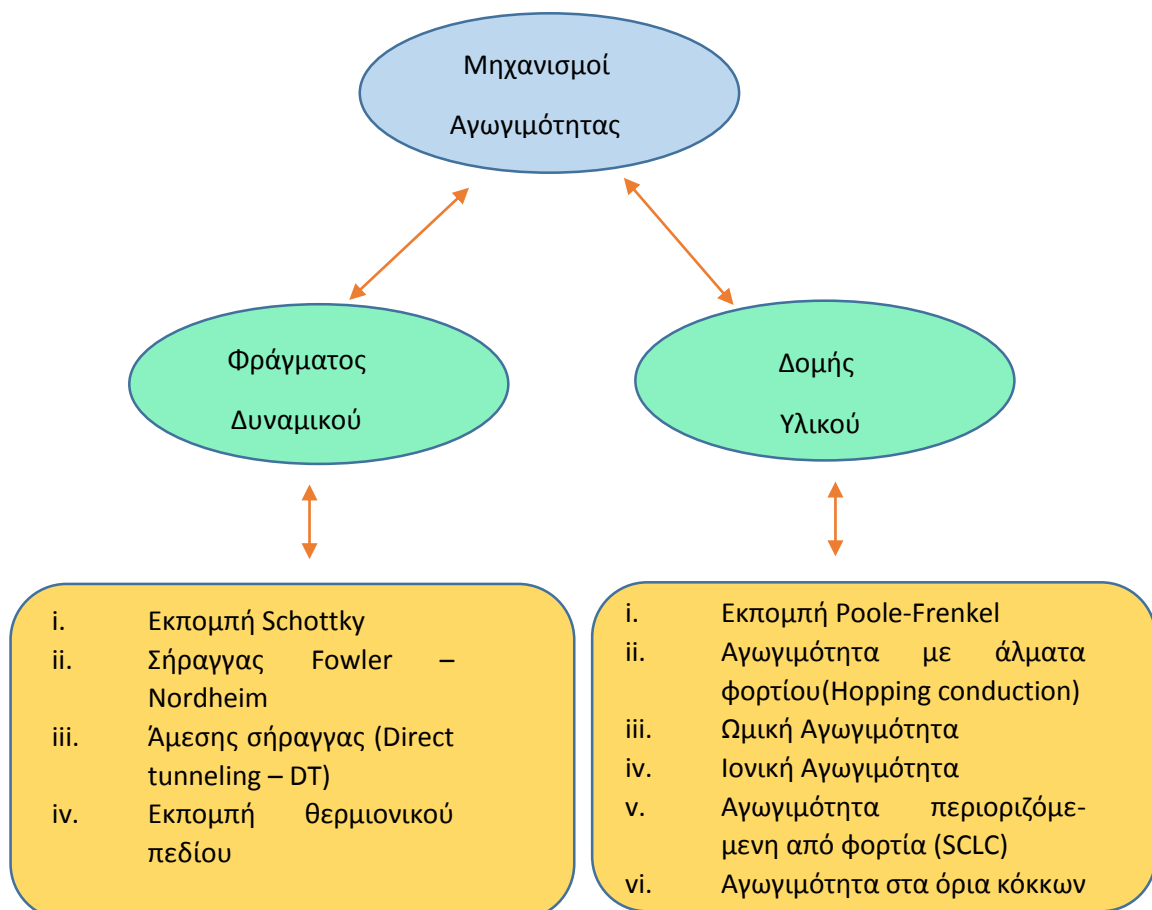 Μηχανισμοί
Αγωγιμότητας
Φράγματος
Δυναμικού
Δομής
Υλικού
i. Εκπομπή Schottky
ii. Σήραγγας Fowler –
Nordheim
iii. Άμεσης σήραγγας (Direct
tunneling – DT)
iv. Εκπομπή θερμιονικού
πεδίου
i. Εκπομπή Poole-Frenkel
ii. Αγωγιμότητα με άλματα
φορτίου(Hopping conduction)
iii. Ωμική Αγωγιμότητα
iv. Ιονική Αγωγιμότητα
v. Αγωγιμότητα περιοριζόμε-
μενη από φορτία (SCLC)
vi. Αγωγιμότητα στα όρια κόκκων